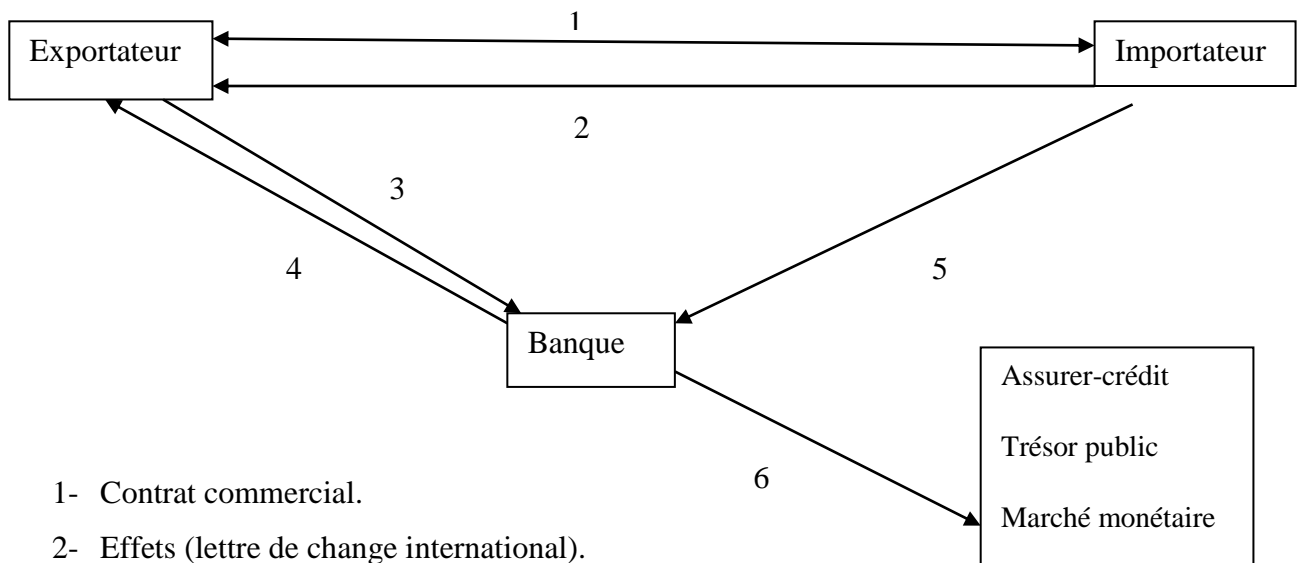 1
Exportateur
Importateur
2
3
4
5
Banque
Assurer-crédit
Trésor public
6
Marché monétaire
1- Contrat commercial.
2- Effets (lettre de change international).